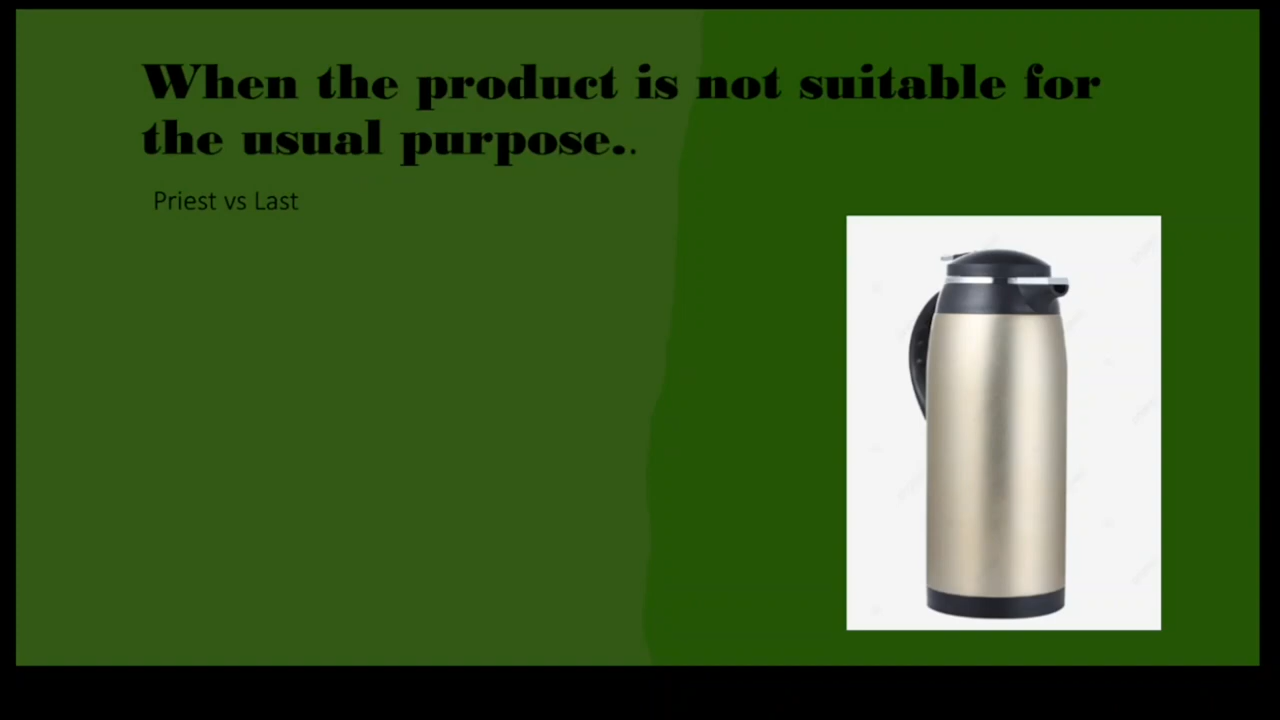 When the product is not suitable for
the usual purpose..
Priest vs Last